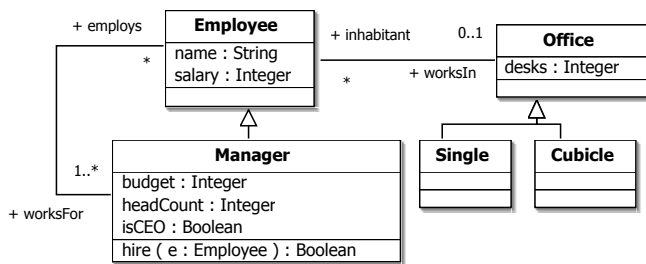 Employee
+ employs
name : String
*
salary : Integer
+ inhabitant
0..1
*
+ worksIn
Office
desks : Integer
Manager
1..*
budget : Integer
headCount : Integer
+ worksFor
isCEO : Boolean
hire ( e : Employee ) : Boolean
Single
Cubicle